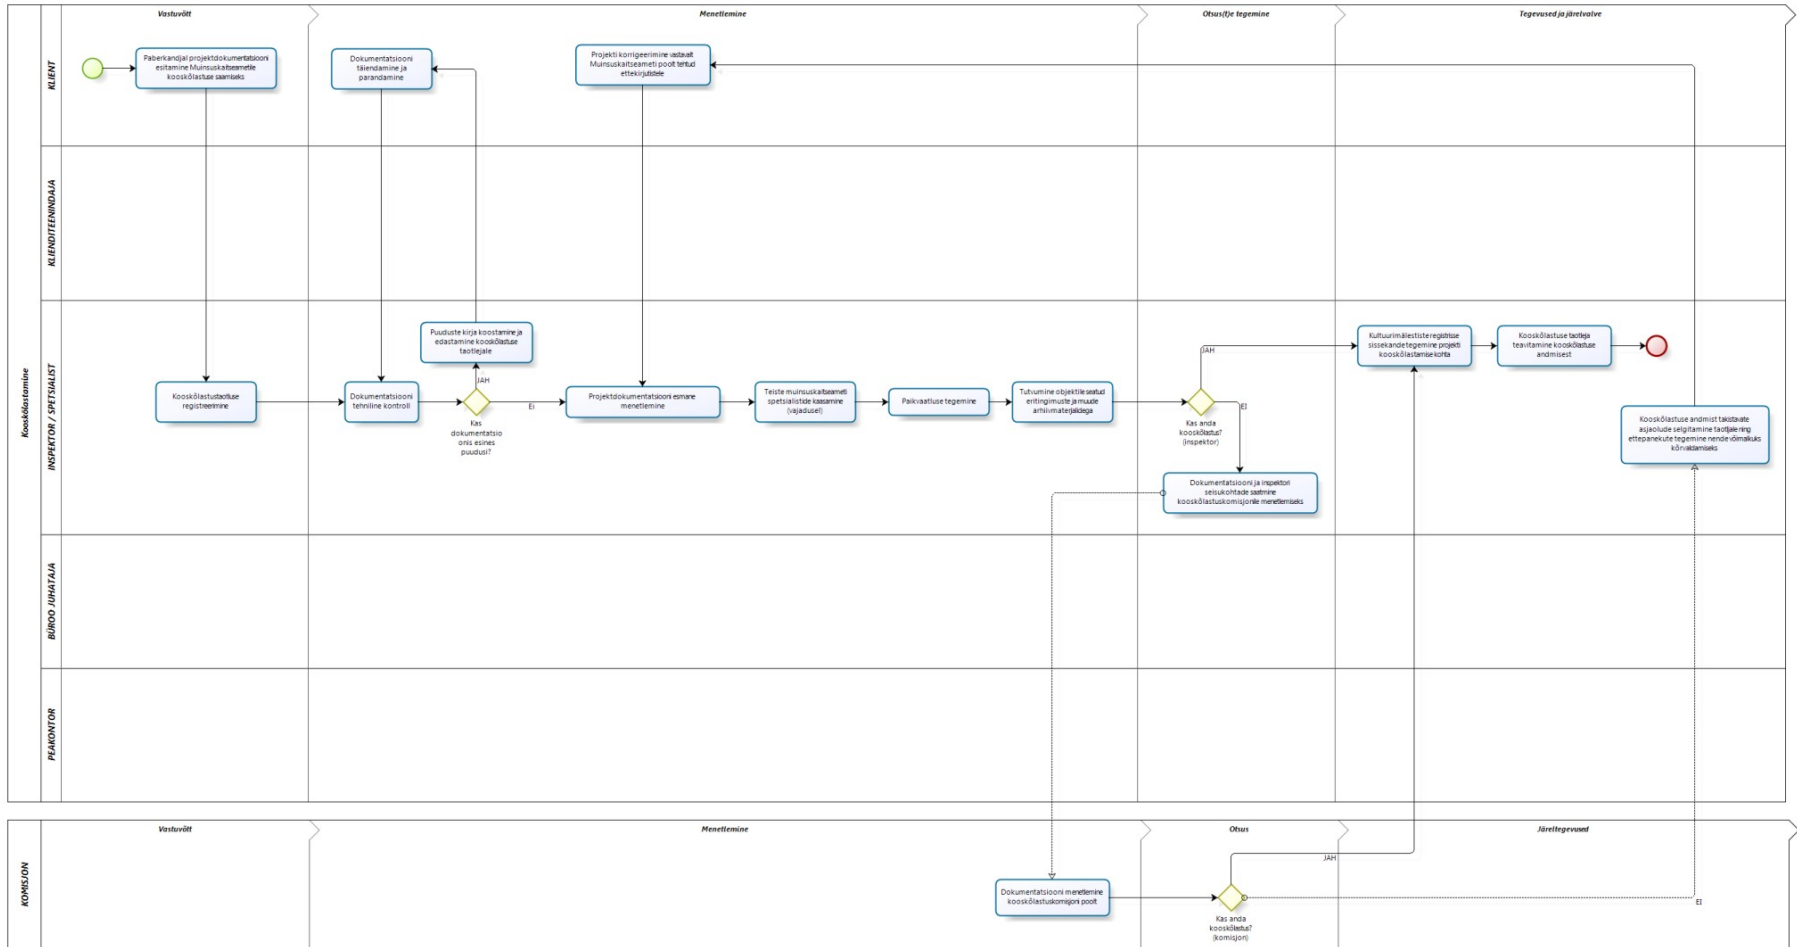 Vastuvõtt
Menetlemine
Otsus(t)e tegemine
Tegevused ja järelvalve
Kooskõlastamine
KLIENT
Paberkandjal projektdokumentatsiooni
esitamine Muinsuskaitseametile
kooskõlastuse saamiseks
Dokumentatsiooni
täiendamine ja
parandamine
Projekti korrigeerimine vastavalt
Muinsuskaitseameti poolt tehtud
ettekirjutistele
KLIENDITEENINDAJA
INSPEKTOR / SPETSIALIST
Puuduste kirja koostamine ja
edastamine kooskõlastuse
taotlejale
Kooskõlastustaotluse
registreerimine
Dokumentatsiooni
tehniline kontroll
JAH
Ei
Kas
dokumentatsio
onis esines
puudusi?
Projektdokumentatsiooni esmane
menetlemine
Teiste muinsuskaitseameti
spetsialistide kaasamine
(vajadusel)
Paikvaatluse tegemine
Tutvumine objektile seatud
eritingimuste ja muude
arhiivmaterjalidega
JAH
EI
Kas anda
kooskõlastus?
(inspektor)
Dokumentatsiooni ja inspektori
seisukohtade saatmine
kooskõlastuskomisjonile menetlemiseks
Kultuurimälestiste registrisse
sissekande tegemine projekti
kooskõlastamise kohta
Kooskõlastuse taotleja
teavitamine kooskõlastuse
andmisest
Kooskõlastuse andmist takistavate
asjaolude selgitamine taotljale ning
ettepanekute tegemine nende võimalikuks
kõrvaldamiseks
BÜROO JUHATAJA
PEAKONTOR
Vastuvõtt
Menetlemine
Otsus
Järeltegevused
KOMISJON
Dokumentatsiooni menetlemine
kooskõlastuskomisjoni poolt
JAH
EI
Kas anda
kooskõlastus?
(komisjon)